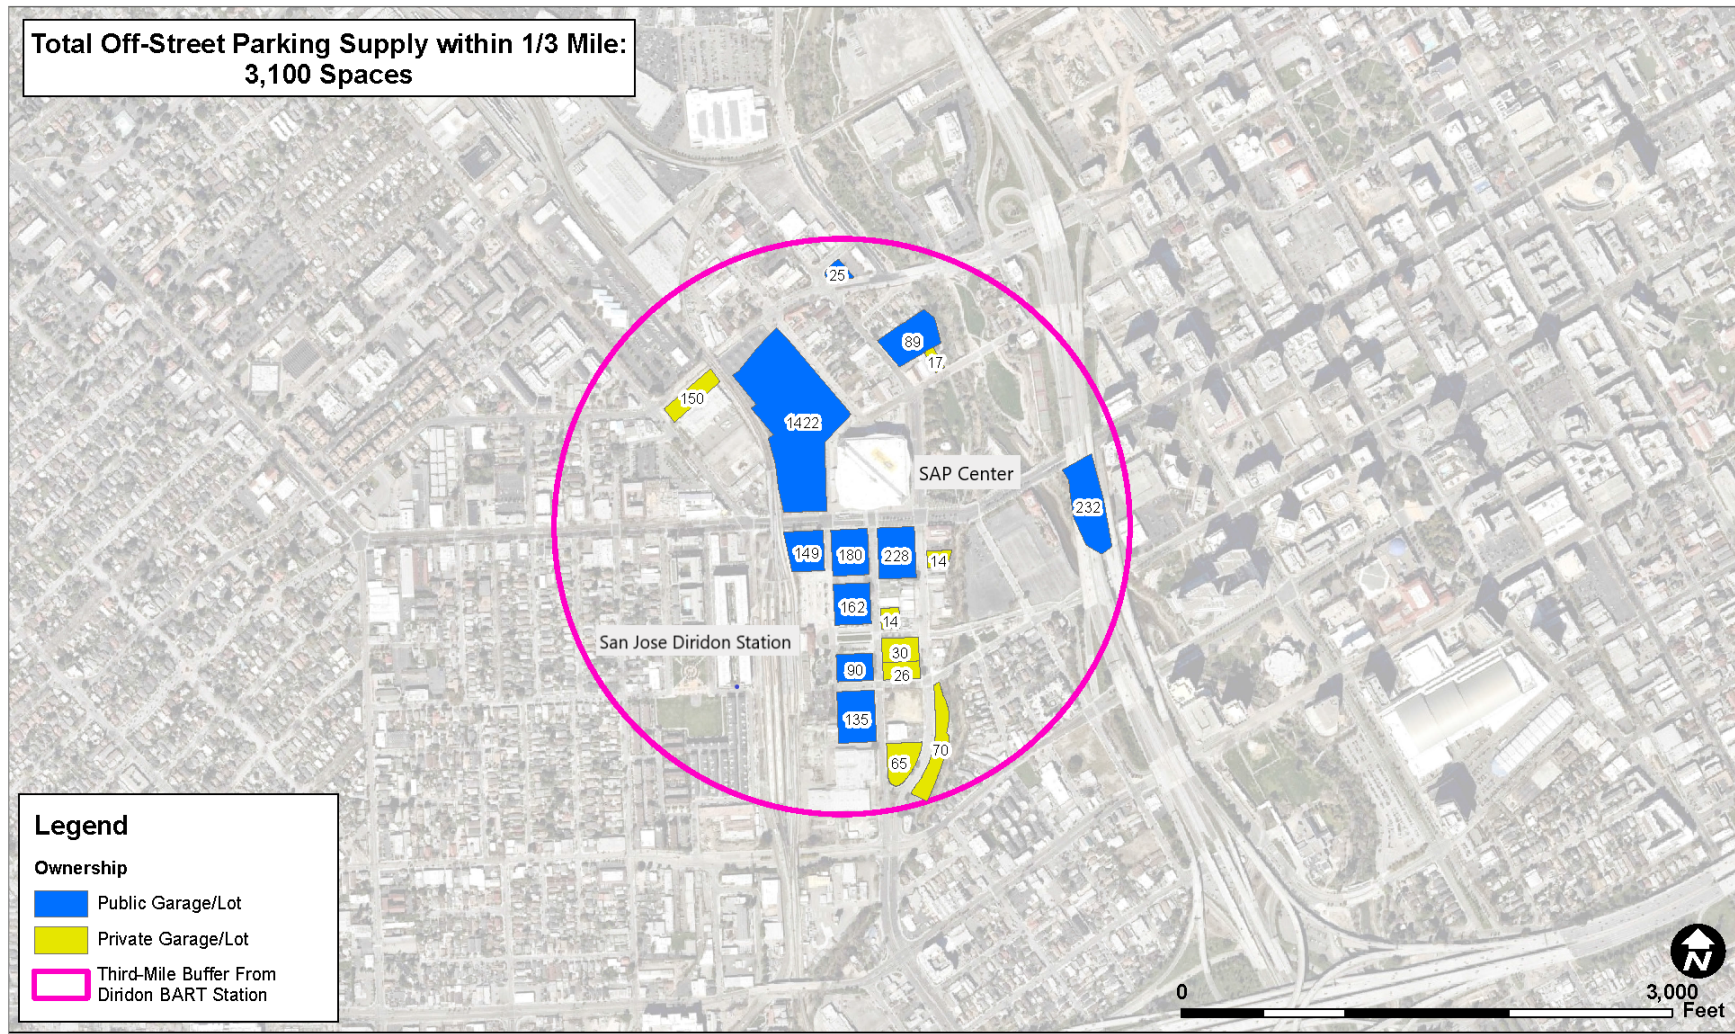 Total Off-Street Parking Supply within 1/3 Mile:
3,100 Spaces
25
89
17
150
1422
SAP Center
232
149
180
228
14
162
14
San Jose Diridon Station
30
90
26
135
70
65
Legend
Ownership
Public Garage/Lot
Private Garage/Lot
Third-Mile Buffer From
Diridon BART Station
N
0
3,000
Feet